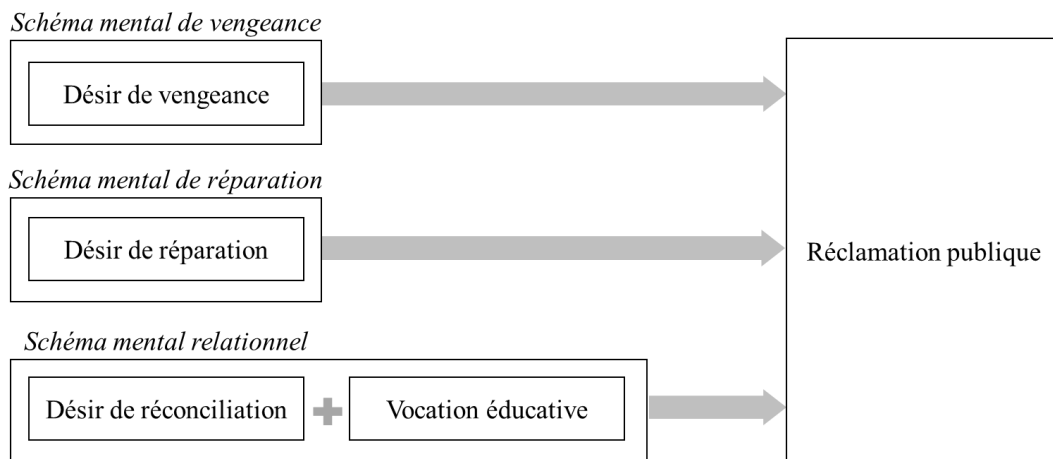 Schéma mental de vengeance
Désir de vengeance
Schéma mental de réparation
Désir de réparation
Réclamation publique
Schéma mental relationnel
Désir de réconciliation
Vocation éducative